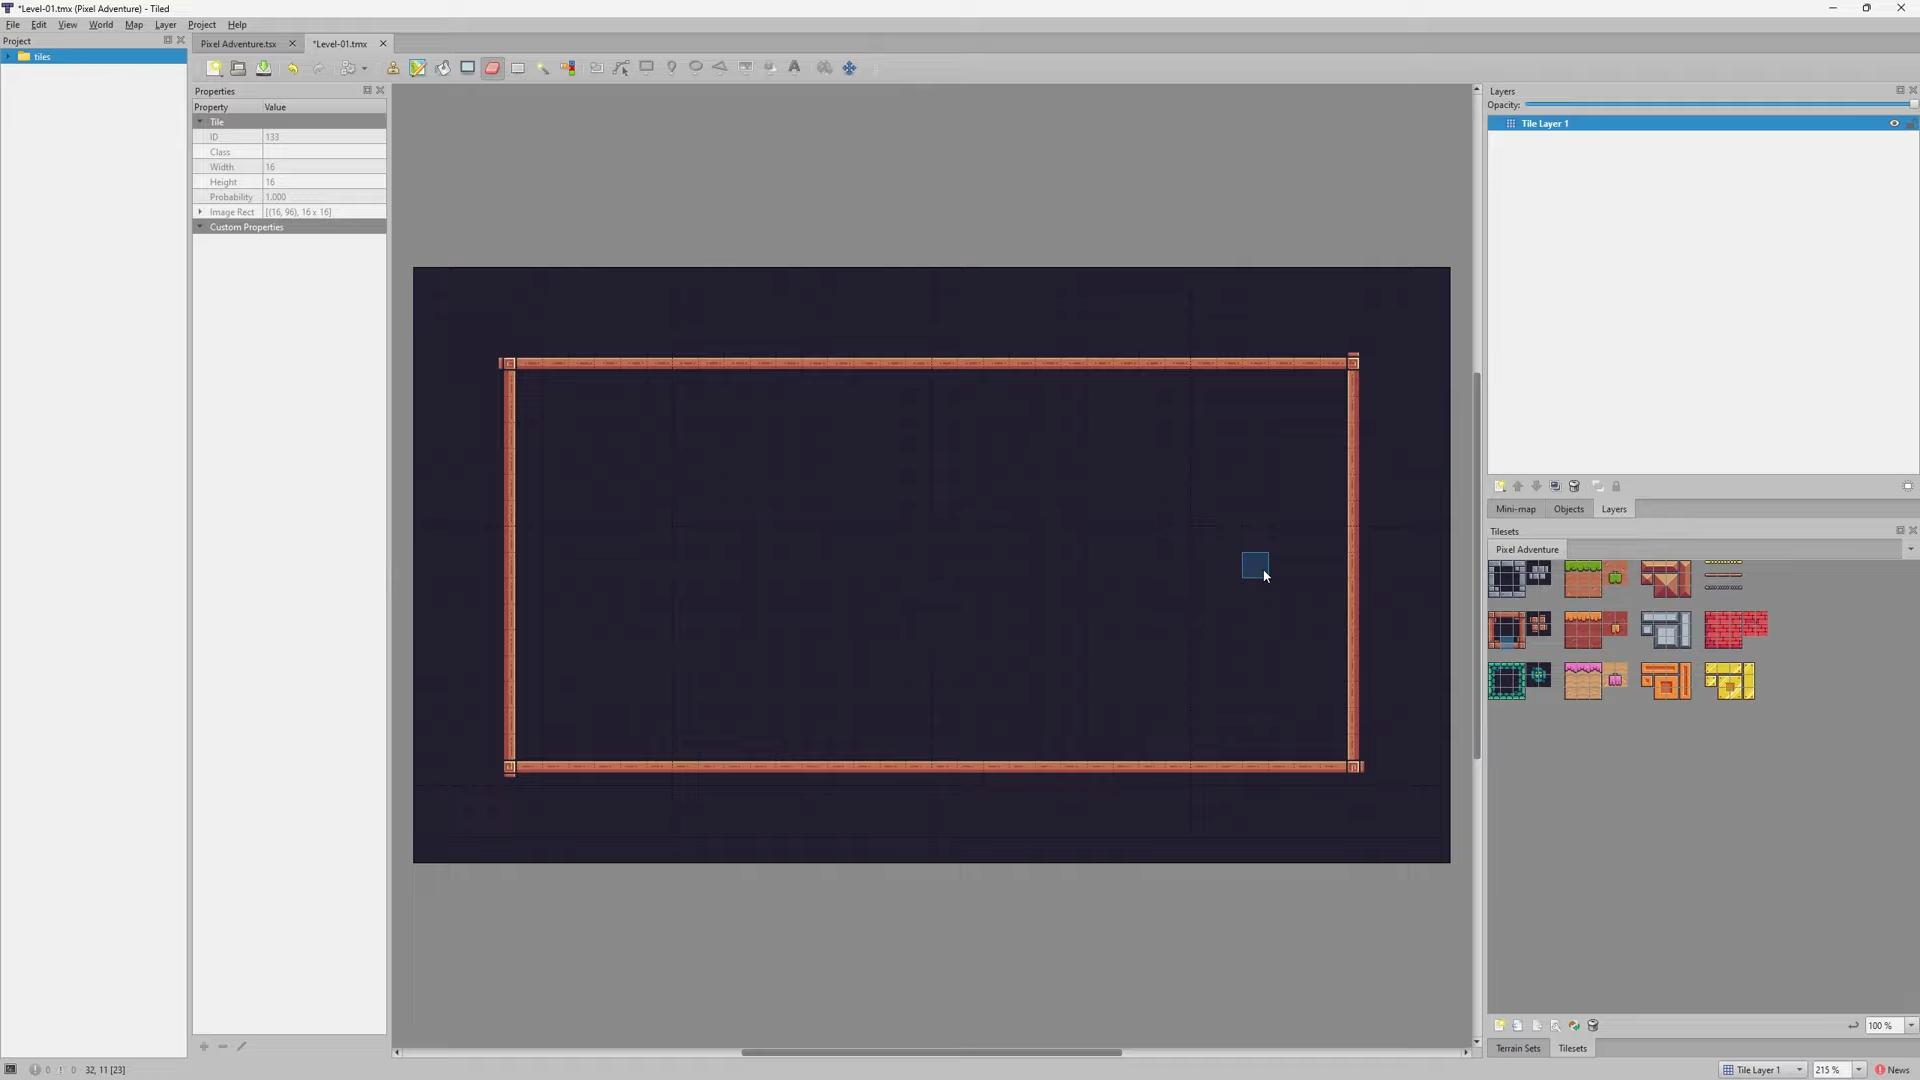 *Level-01.tmx (Pixel Adventure) - Tiled
File Edit View World Map Layer Project Help
Project
tiles
Pixel Adventure.tsx
*Level-01.tmx
Properties
Property Value
Tile
ID 133
Class
Width 16
Height 16
Probability 1.000
Image Rect [(16, 96), 16 x 16]
Custom Properties
Layers
Opacity:
Tile Layer 1
Mini-map Objects Layers
Tilesets
Pixel Adventure
100 %
Terrain Sets Tilesets
0 0 32, 11 [23]
Tile Layer 1 215 % News